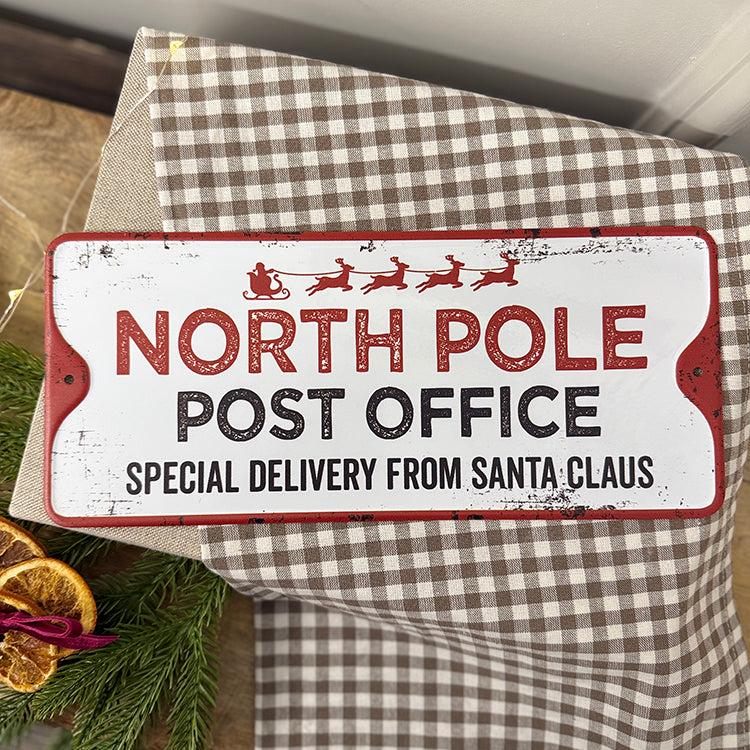 NORTH POLE
POST OFFICE
SPECIAL DELIVERY FROM SANTA CLAUS